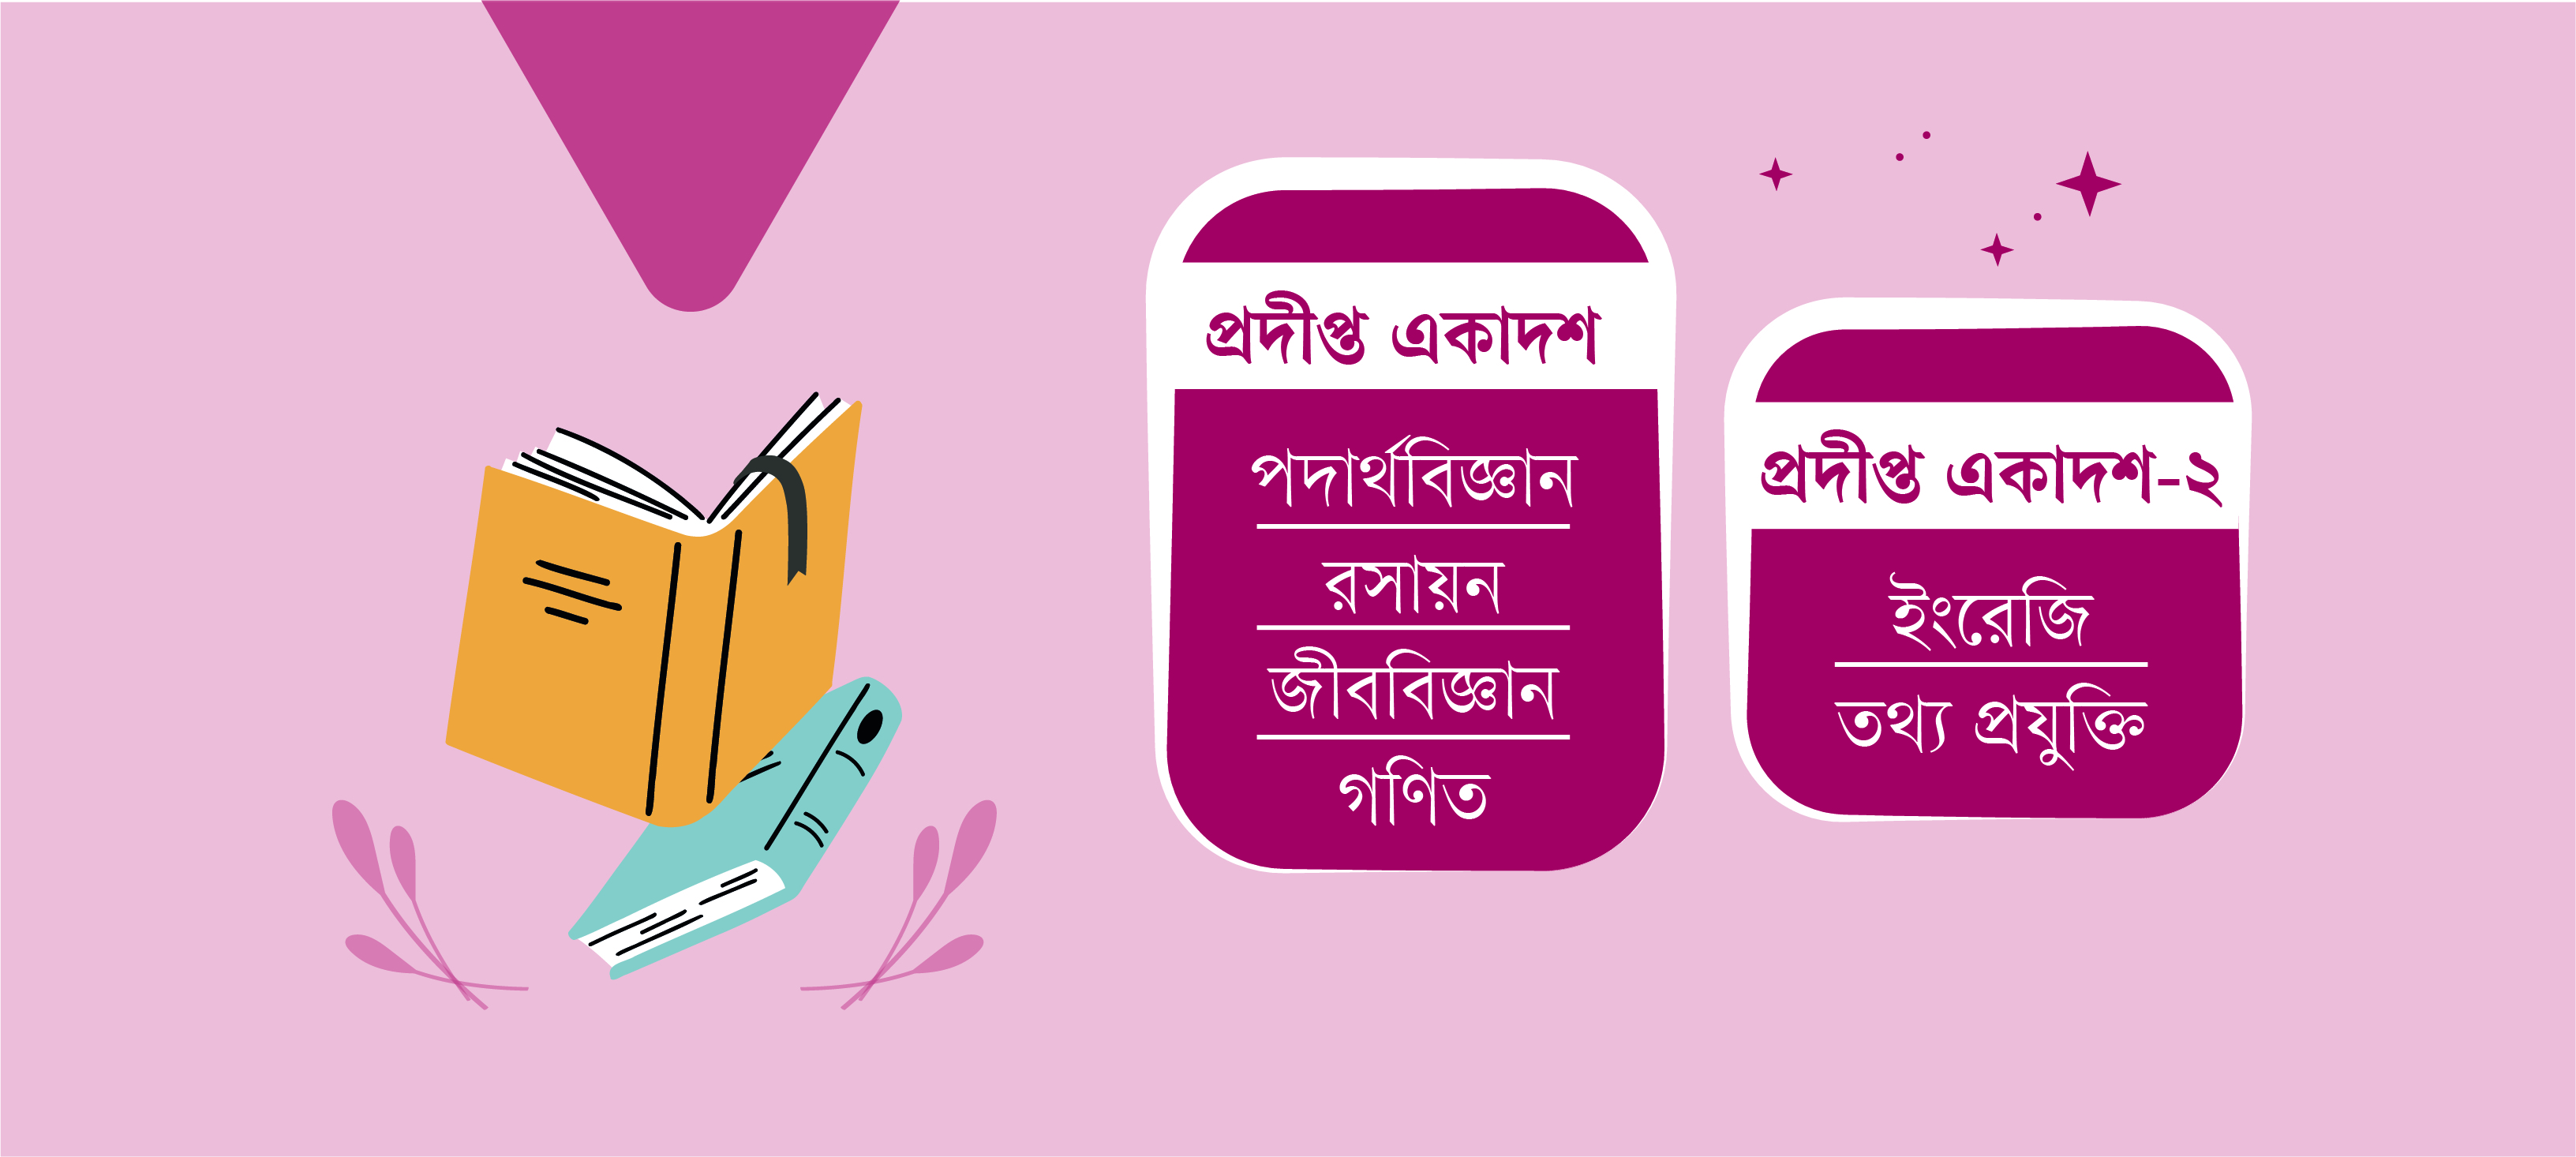 প্রদীপ্ত একাদশ
পদার্থবিজ্ঞান
রসায়ন
জীববিজ্ঞান
গণিত
প্রদীপ্ত একাদশ-২
ইংরেজি
তথ্য প্রযুক্তি